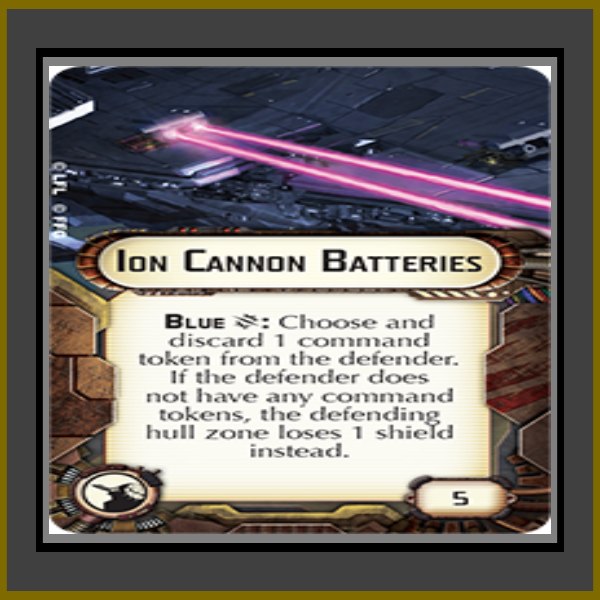 ©LFL ©FFG
Ion Cannon Batteries
Blue : Choose and
discard 1 command
token from the defender.
If the defender does
not have any command
tokens, the defending
hull zone loses 1 shield
instead.
5